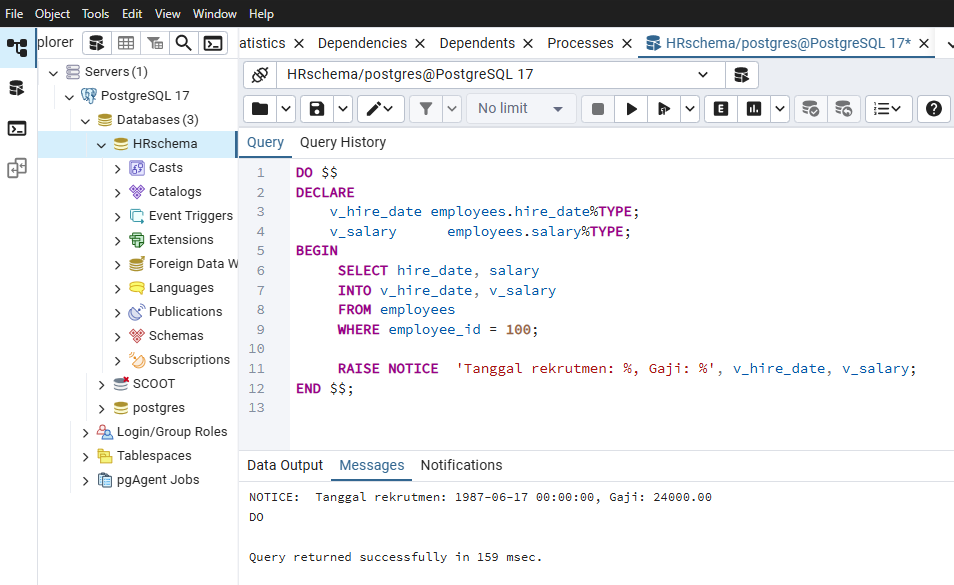 File Object Tools Edit View Window Help
plorer
atistics Dependencies Dependents Processes HRschema/postgres@PostgreSQL 17*
Servers (1)
PostgreSQL 17
Databases (3)
HRschema
Casts
Catalogs
Event Triggers
Extensions
Foreign Data W
Languages
Publications
Schemas
Subscriptions
SCOOT
postgres
Login/Group Roles
Tablespaces
pgAgent Jobs
HRschema/postgres@PostgreSQL 17
No limit
E
Query Query History
1 DO $$
2 DECLARE
3 v_hire_date employees.hire_date%TYPE;
4 v_salary employees.salary%TYPE;
5 BEGIN
6 SELECT hire_date, salary
7 INTO v_hire_date, v_salary
8 FROM employees
9 WHERE employee_id = 100;
10
11 RAISE NOTICE 'Tanggal rekrutmen: %, Gaji: %', v_hire_date, v_salary;
12 END $$;
13
Data Output Messages Notifications
NOTICE: Tanggal rekrutmen: 1987-06-17 00:00:00, Gaji: 24000.00
DO
Query returned successfully in 159 msec.